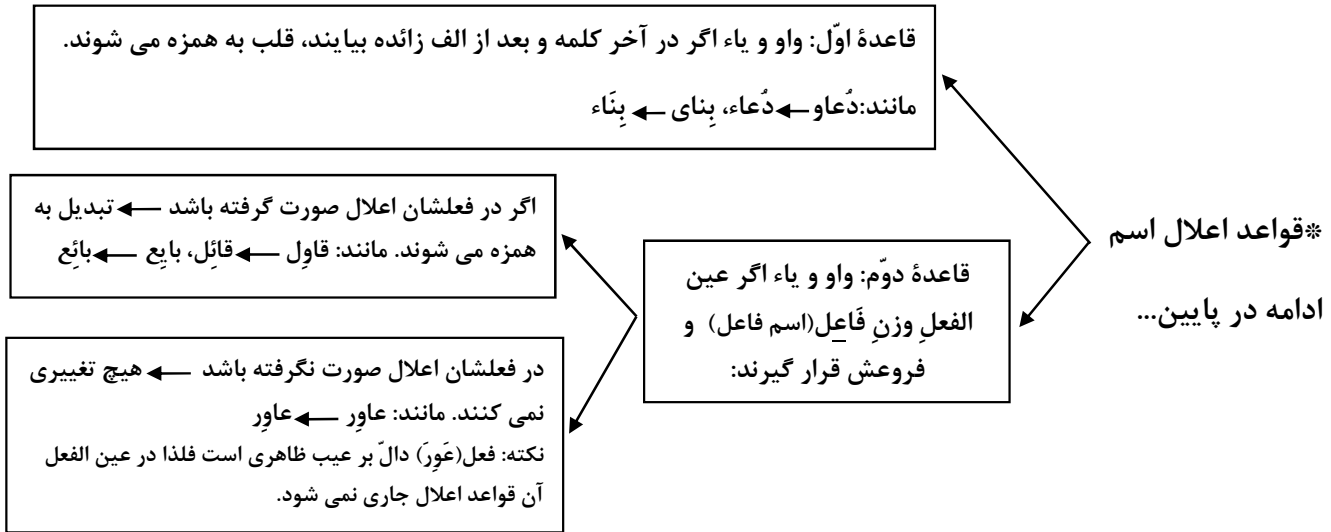 *قواعد اعلال اسم
ادامه در پایین...
قاعدهٔ اوّل: واو و یاء اگر در آخر کلمه و بعد از الف زائده بیایند، قلب به همزه می شوند.
مانند:دُعاو←دُعاء، بِنای ← بِنَاء
قاعدهٔ دوّم: واو و یاء اگر عین
الفعلِ وزنِ فَاعِل(اسم فاعل) و
فروعش قرار گیرند:
اگر در فعلشان اعلال صورت گرفته باشد ← تبدیل به
همزه می شوند. مانند: قاوِل ← قائِل، بایِع ← بائِع
در فعلشان اعلال صورت نگرفته باشد ← هیچ تغییری
نمی کنند. مانند: عاوِر ← عاوِر
نکته: فعل(عَوِرَ) دالّ بر عیب ظاهری است فلذا در عین الفعل
آن قواعد اعلال جاری نمی شود.